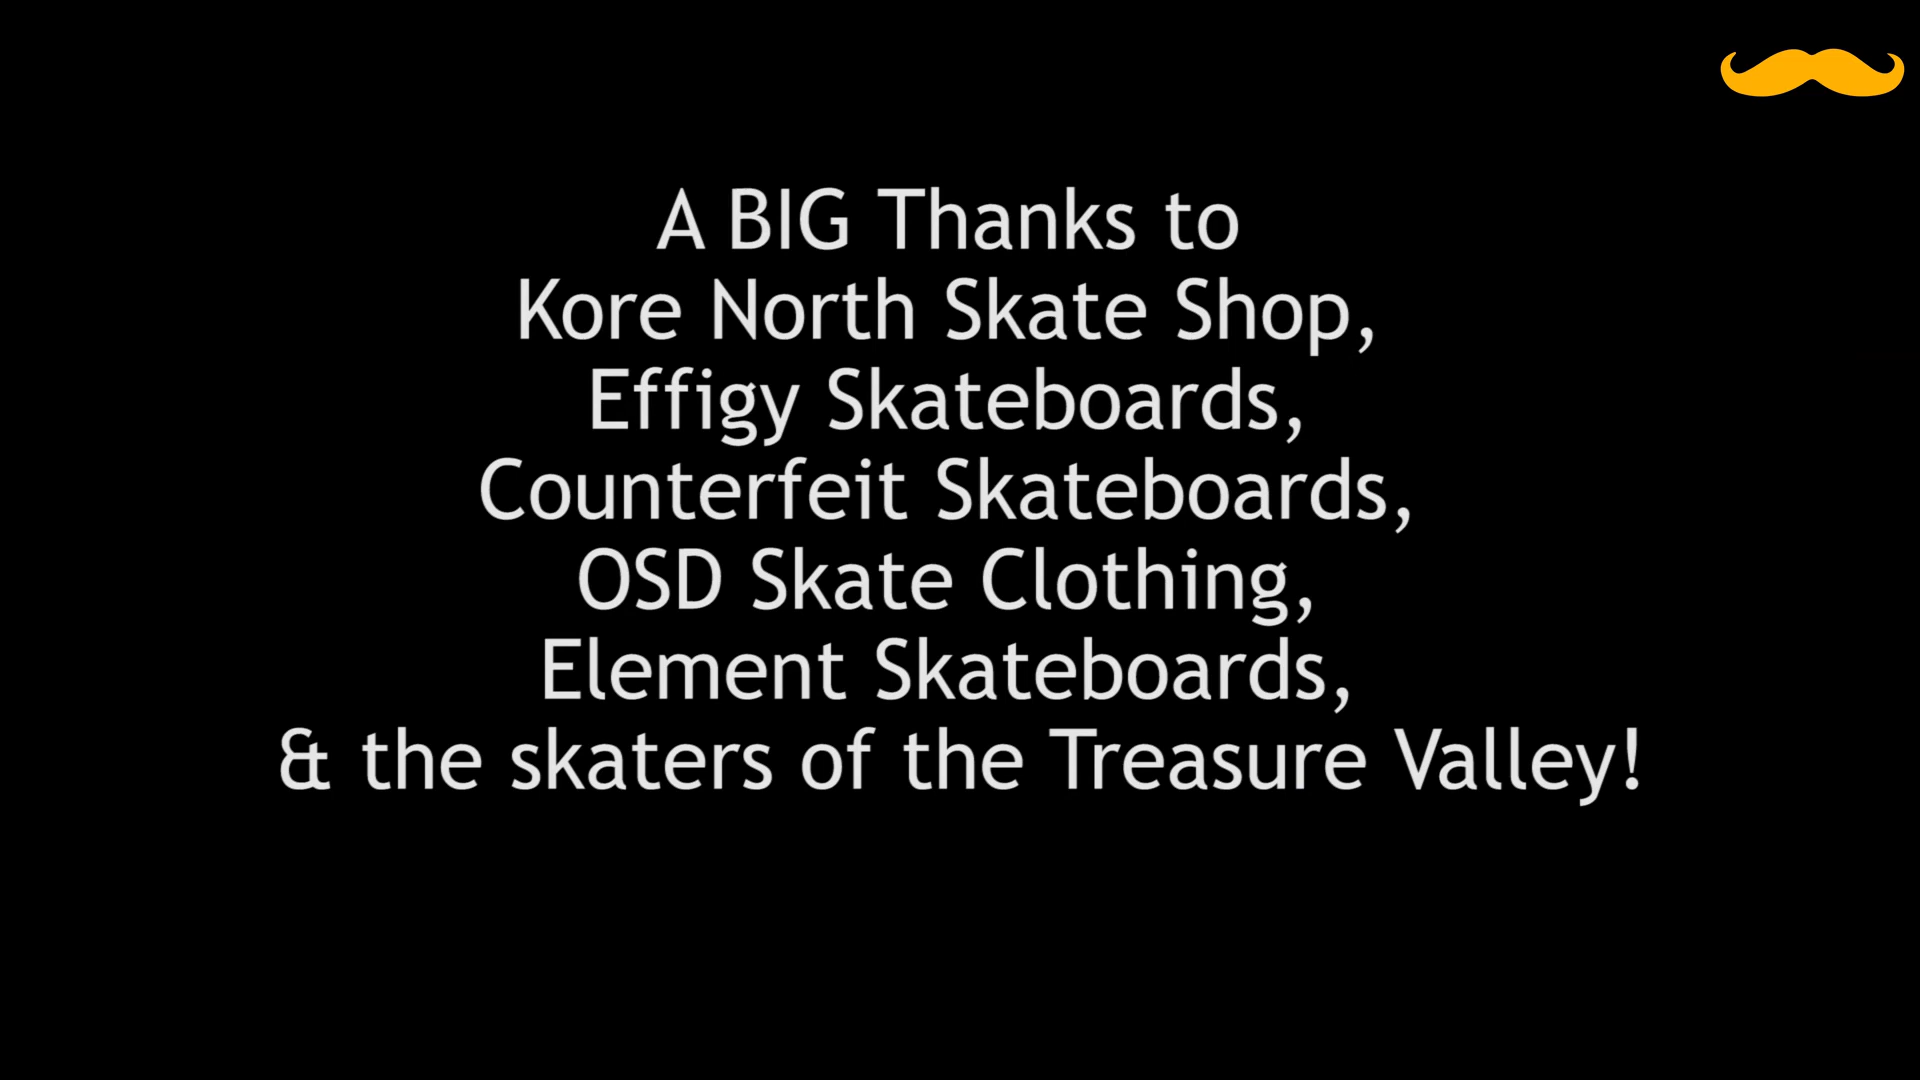 A BIG Thanks to
Kore North Skate Shop,
Effigy Skateboards,
Counterfeit Skateboards,
OSD Skate Clothing,
Element Skateboards,
& the skaters of the Treasure Valley!